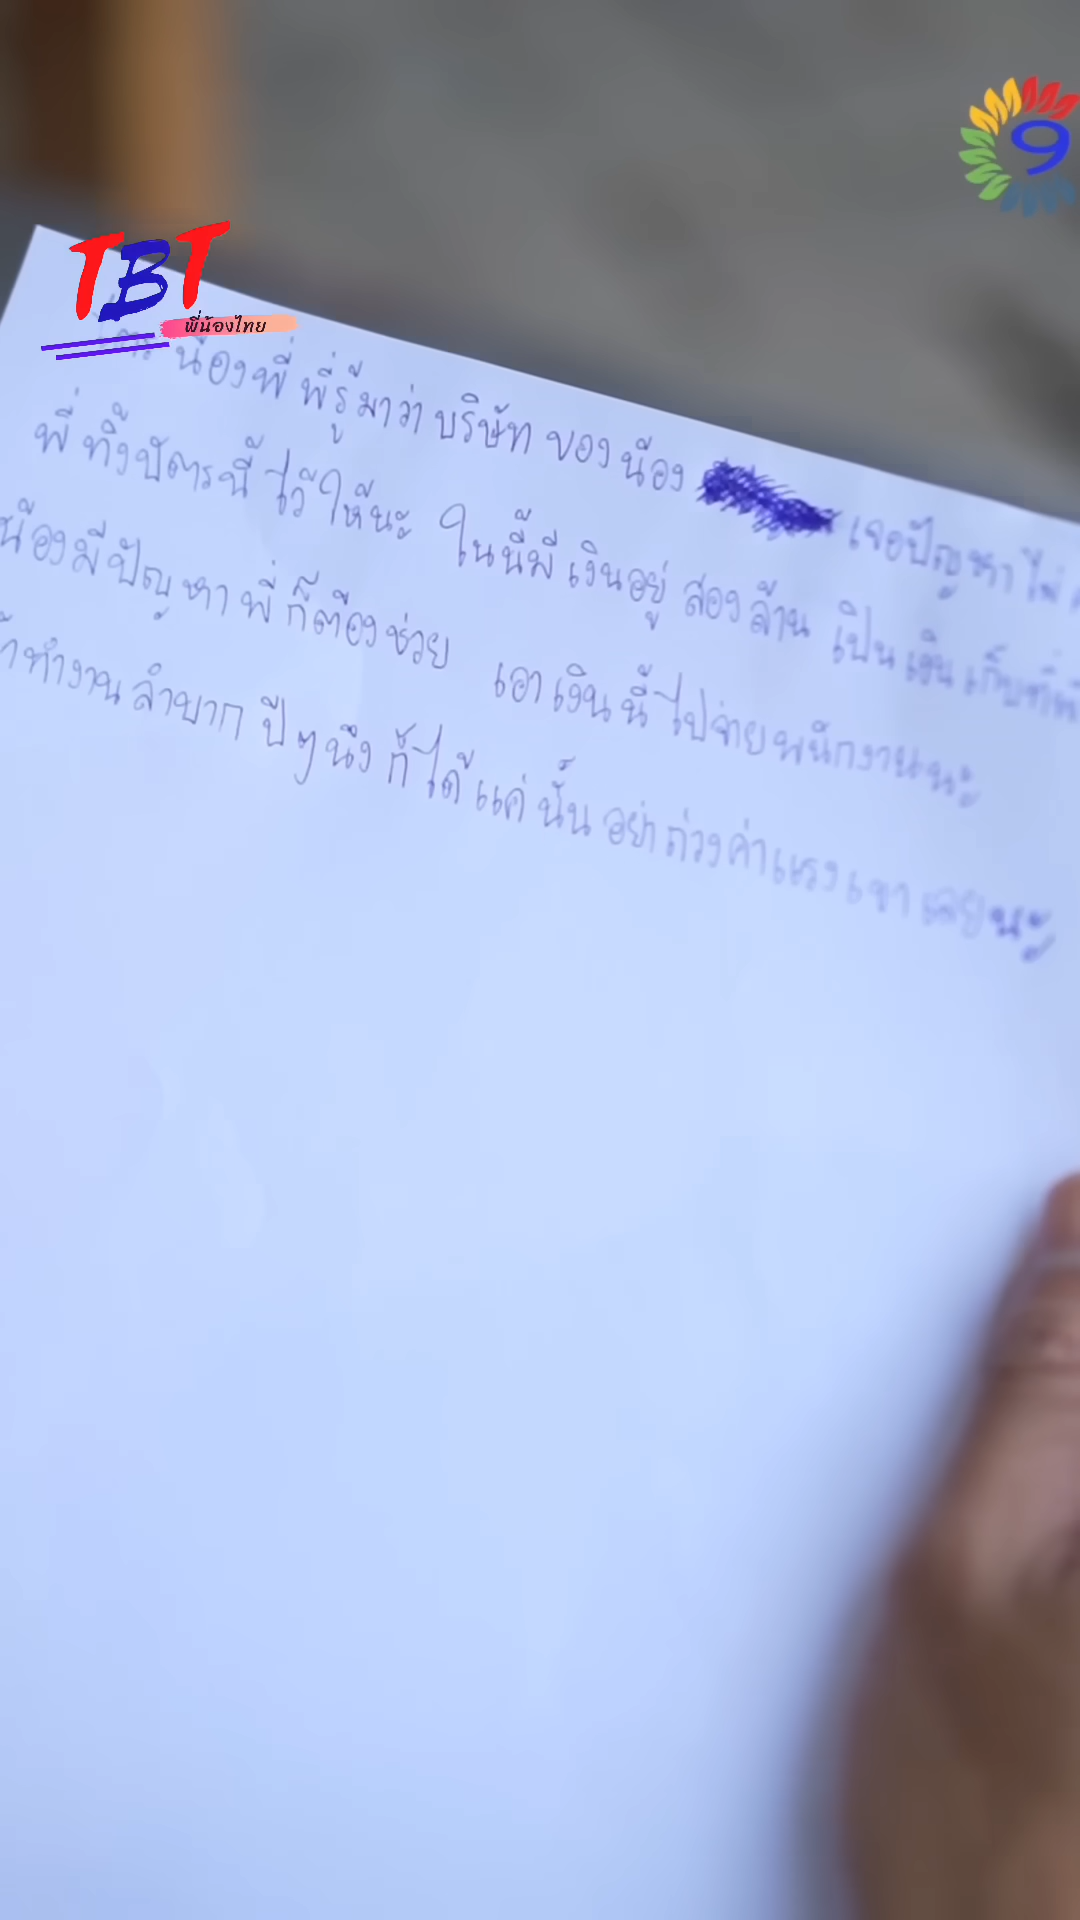 9
TBT
พี่น้องไทย
น้องพี่ พี่รู้มาว่า บริษัท ของ น้อง เจอปัญหา ไม่
พี่ ทิ้งบัตรนี้ ไว้ ให้นะ ในนี้มี เงินอยู่ สองล้าน เป็น เงิน เก็บ
น้องมีปัญหา พี่ ก็ต้องช่วย เอา เงินนี้ ไปจ่าย พนักงานนะ
ทำงาน ลำบาก ปีๆ นึง ก็ ได้ แค่ นั้น อย่า ถ่วง ค่าแรง เขา เลยนะ